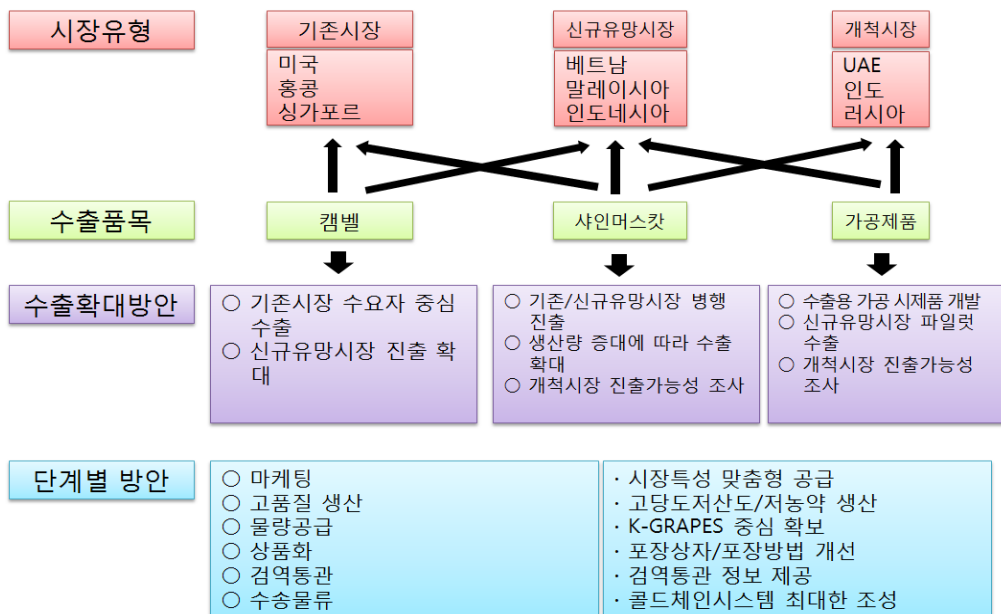 시장유형
기존시장
미국
홍콩
싱가포르
신규유망시장
베트남
말레이시아
인도네시아
개척시장
UAE
인도
러시아
수출품목
캠벨
샤인머스캇
가공제품
수출확대방안
○ 기존시장 수요자 중심
수출
○ 신규유망시장 진출 확
대
○ 기존/신규유망시장 병행
진출
○ 생산량 증대에 따라 수출
확대
○ 개척시장 진출가능성 조사
○ 수출용 가공 시제품 개발
○ 신규유망시장 파일럿
수출
○ 개척시장 진출가능성
조사
단계별 방안
○ 마케팅
○ 고품질 생산
○ 물량공급
○ 상품화
○ 검역통관
○ 수송물류
· 시장특성 맞춤형 공급
· 고당도저산도/저농약 생산
· K-GRAPES 중심 확보
· 포장상자/포장방법 개선
· 검역통관 정보 제공
· 콜드체인시스템 최대한 조성